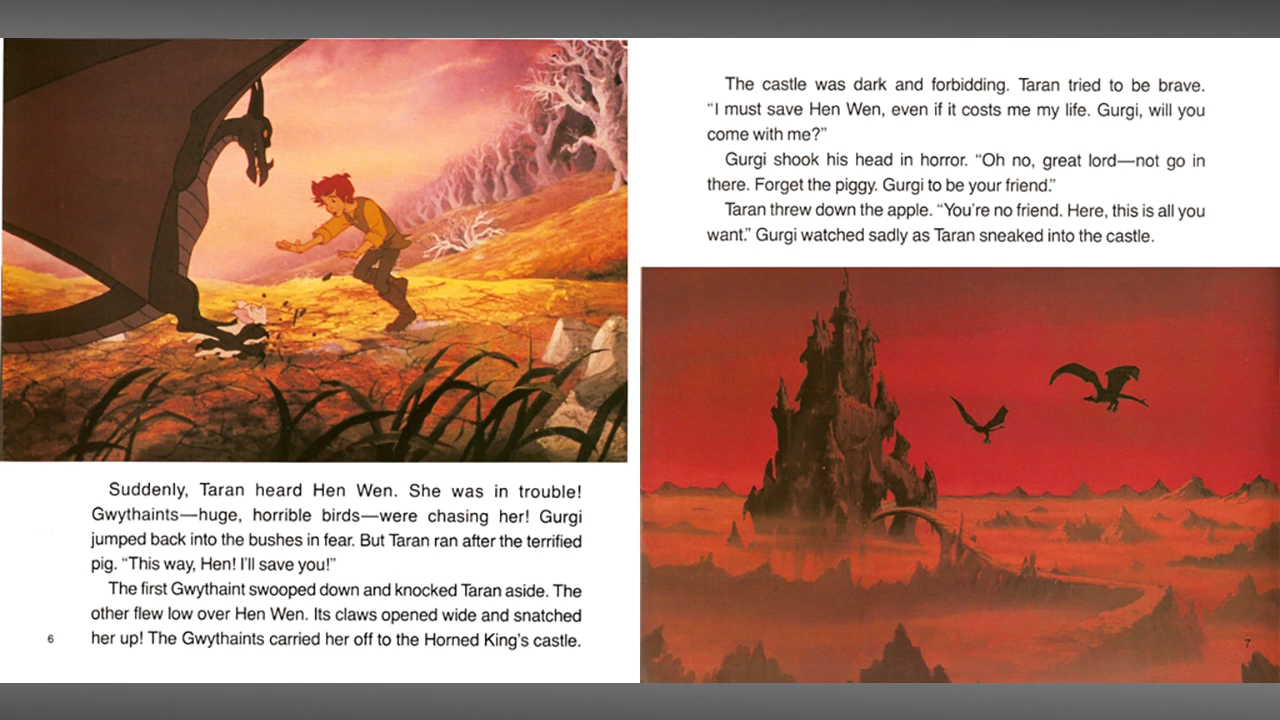 Suddenly, Taran heard Hen Wen. She was in trouble!
Gwythaints—huge, horrible birds—were chasing her! Gurgi
jumped back into the bushes in fear. But Taran ran after the terrified
pig. “This way, Hen! I’ll save you!”
The first Gwythaint swooped down and knocked Taran aside. The
other flew low over Hen Wen. Its claws opened wide and snatched
her up! The Gwythaints carried her off to the Horned King’s castle.
6
The castle was dark and forbidding. Taran tried to be brave.
“I must save Hen Wen, even if it costs me my life. Gurgi, will you
come with me?”
Gurgi shook his head in horror. “Oh no, great lord—not go in
there. Forget the piggy. Gurgi to be your friend.”
Taran threw down the apple. “You’re no friend. Here, this is all you
want.” Gurgi watched sadly as Taran sneaked into the castle.
7